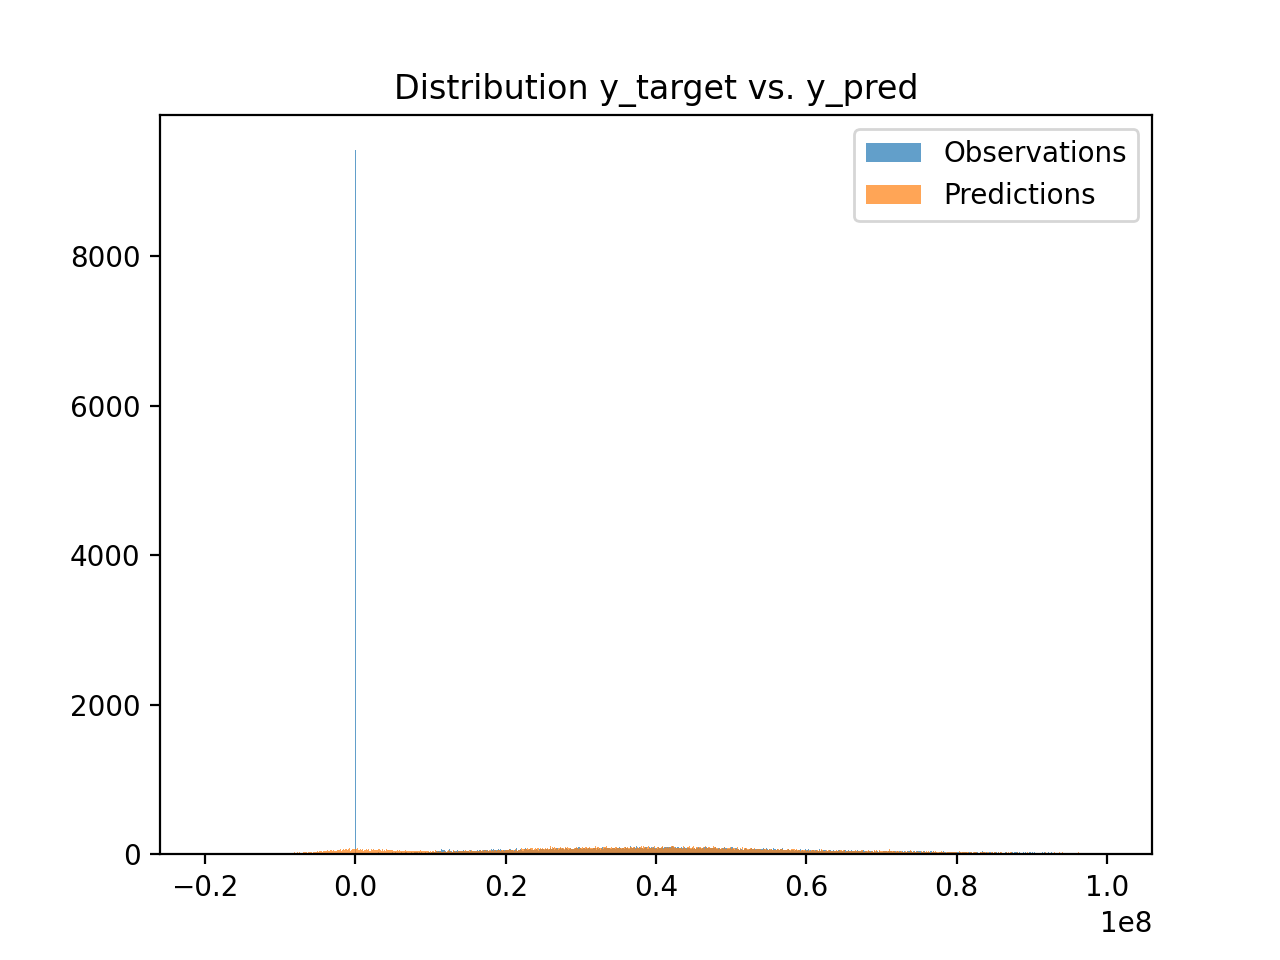 Distribution y_target vs. y_pred
Observations
Predictions
8000
6000
4000
2000
0
−0.2 0.0 0.2 0.4 0.6 0.8 1.0
1e8